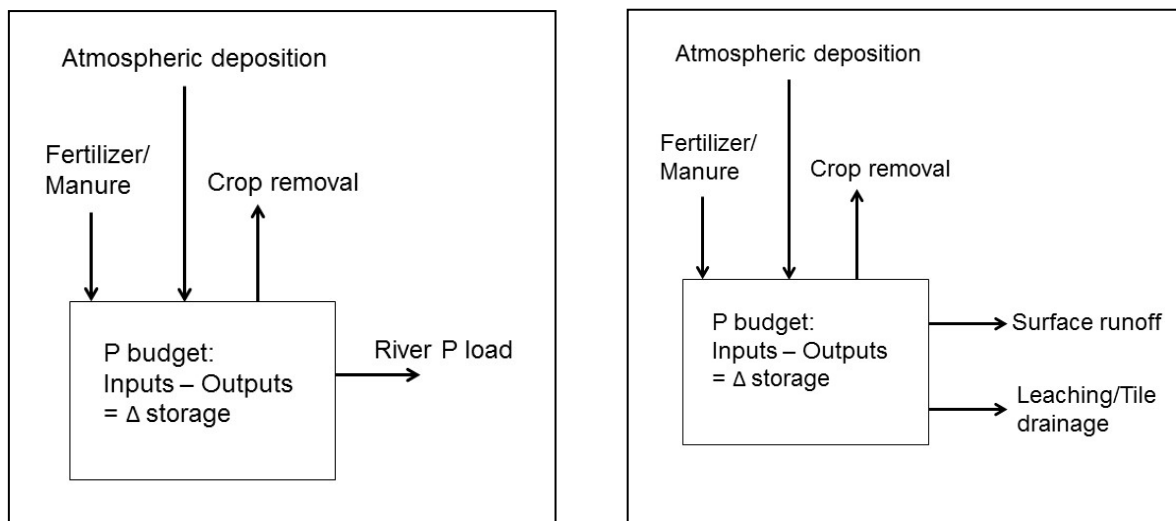 Atmospheric deposition
Fertilizer/
Manure
Crop removal
P budget:
Inputs – Outputs
= Δ storage
River P load
Atmospheric deposition
Fertilizer/
Manure
Crop removal
P budget:
Inputs – Outputs
= Δ storage
Surface runoff
Leaching/Tile
drainage